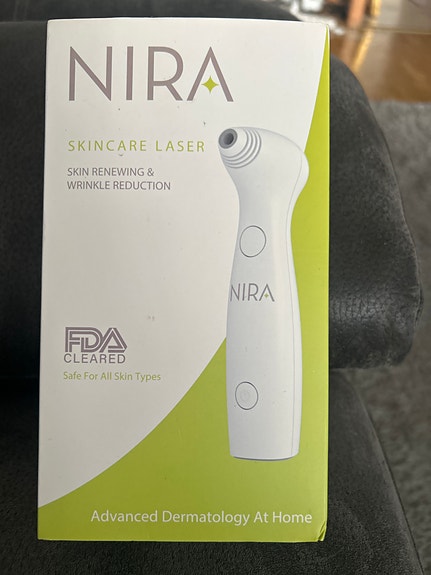 NIRA
SKINCARE LASER
SKIN RENEWING &
WRINKLE REDUCTION
NIRA
FDA
CLEARED
Safe For All Skin Types
Advanced Dermatology At Home